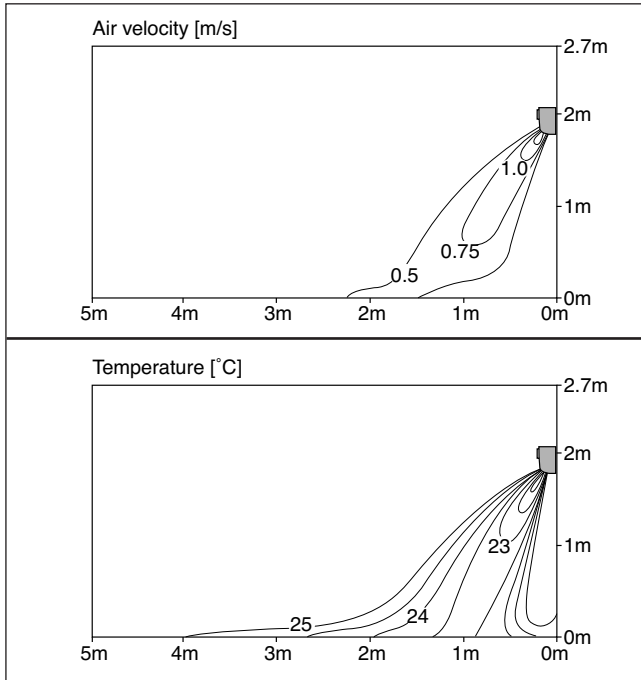 Air velocity [m/s]
2.7m
2m
1.0
1m
0.75
0.5
0m
5m 4m 3m 2m 1m 0m
Temperature [˚C]
2.7m
2m
23
1m
25
24
0m
5m 4m 3m 2m 1m 0m